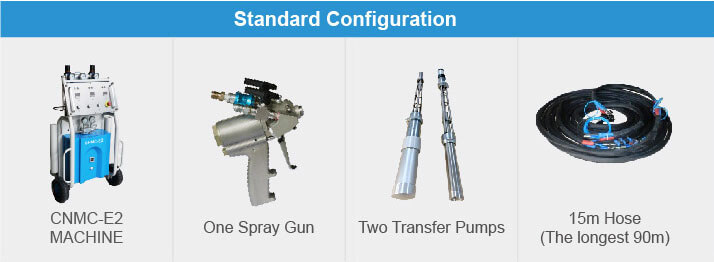 Standard Configuration
CNMC-E2
MACHINE
One Spray Gun
Two Transfer Pumps
15m Hose
(The longest 90m)